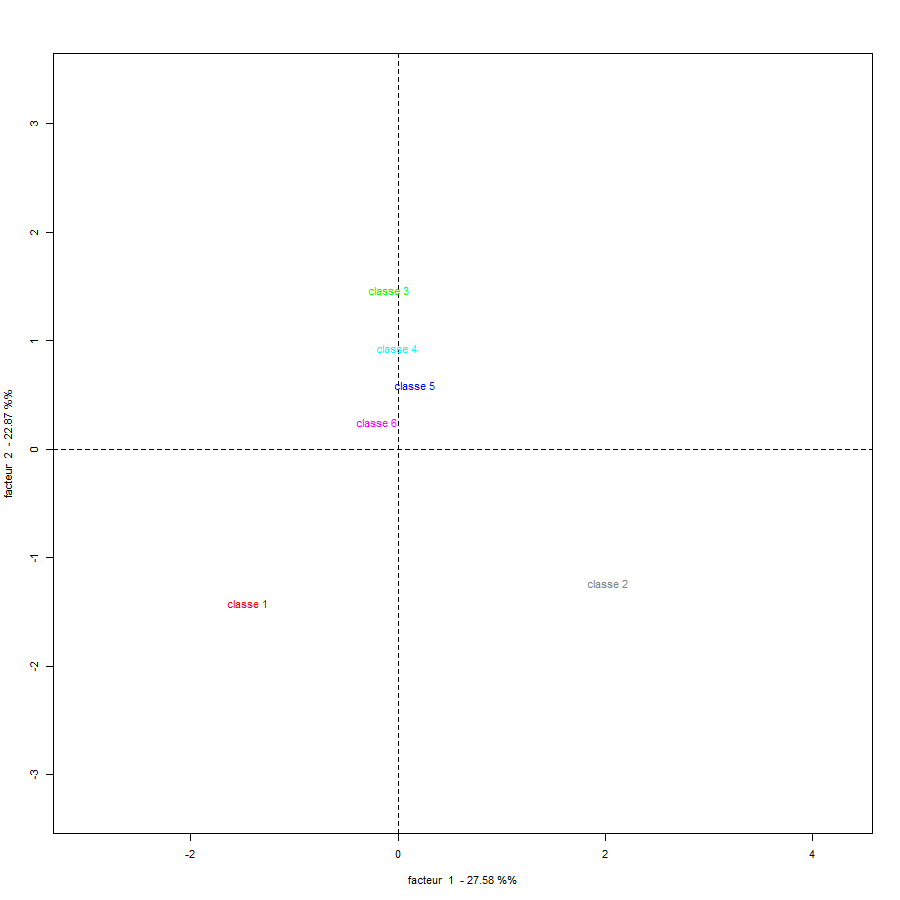 3
2
1
0
-1
-2
-3
facteur 2 - 22.87 %%
classe 3
classe 4
classe 5
classe 6
classe 1
classe 2
-2 0 2 4
facteur 1 - 27.58 %%